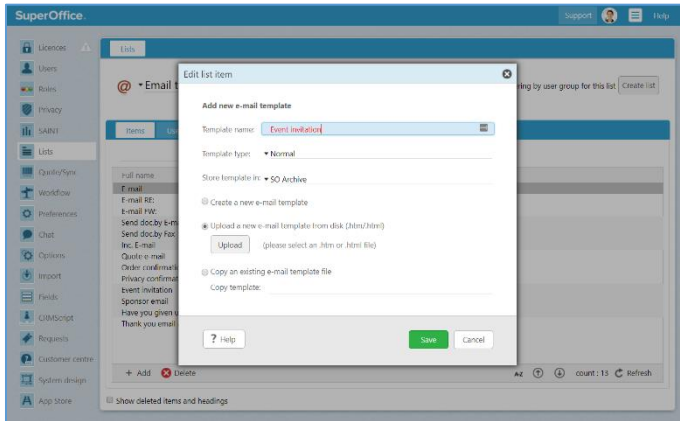 SuperOffice.
Support
Help
Licences
Users
Roles
Privacy
SAINT
Lists
Quote/Sync
Workflow
Preferences
Chat
Options
Import
Fields
CRMScript
Requests
Customer centre
System design
App Store
Lists
@ Email t
ring by user group for this list
Create list
Items
Full name
E-mail
E-mail RE:
E-mail FW:
Send doc.by E-m
Send doc.by Fax
Inc. E-mail
Quote e-mail
Order confirmati
Privacy confirmat
Event invitation
Sponsor email
Have you given u
Thank you email
+ Add
Delete
AZ
count : 13
Refresh
Show deleted items and headings
Edit list item
Add new e-mail template
Template name: Event invitation
Template type: Normal
Store template in: SO Archive
Create a new e-mail template
Upload a new e-mail template from disk (.htm/.html)
Upload (please select an .htm or .html file)
Copy an existing e-mail template file
Copy template:
? Help
Save
Cancel